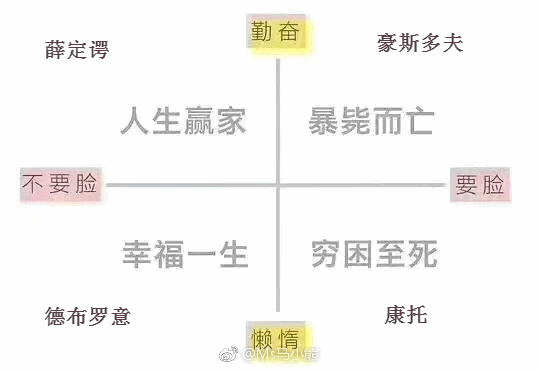 勤奋
薛定谔
豪斯多夫
人生赢家
暴毙而亡
不要脸
要脸
幸福一生
穷困至死
德布罗意
康托
懒惰
@Ms马小能